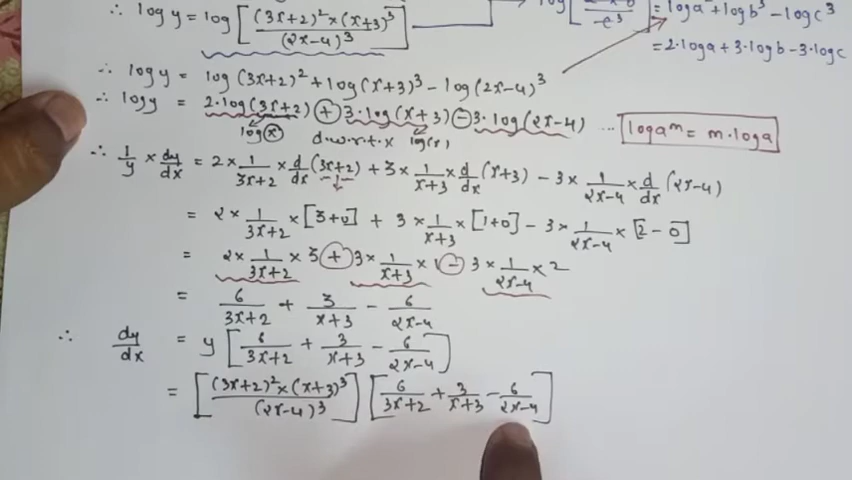 ∴ log y = log [ (3x+2)² × (x+3)³ / (2x-4)³ ]
= log a + log b³ - log c³
= 2·log a + 3·log b - 3·log c
∴ log y = log (3x+2)² + log (x+3)³ - log (2x-4)³
∴ log y = 2·log (3x+2) + 3·log (x+3) - 3·log (2x-4) ... log aᵐ = m·log a
log(x) d.w.r.t.x log(x)
∴ 1/y × dy/dx = 2 × 1/(3x+2) × d/dx (3x+2) + 3 × 1/(x+3) × d/dx (x+3) - 3 × 1/(2x-4) × d/dx (2x-4)
= 2 × 1/(3x+2) × [3+0] + 3 × 1/(x+3) × [1+0] - 3 × 1/(2x-4) × [2-0]
= 2 × 1/(3x+2) × 3 + 3 × 1/(x+3) × 1 - 3 × 1/(2x-4) × 2
= 6/(3x+2) + 3/(x+3) - 6/(2x-4)
∴ dy/dx = y [ 6/(3x+2) + 3/(x+3) - 6/(2x-4) ]
= [ (3x+2)² × (x+3)³ / (2x-4)³ ] [ 6/(3x+2) + 3/(x+3) - 6/(2x-4) ]